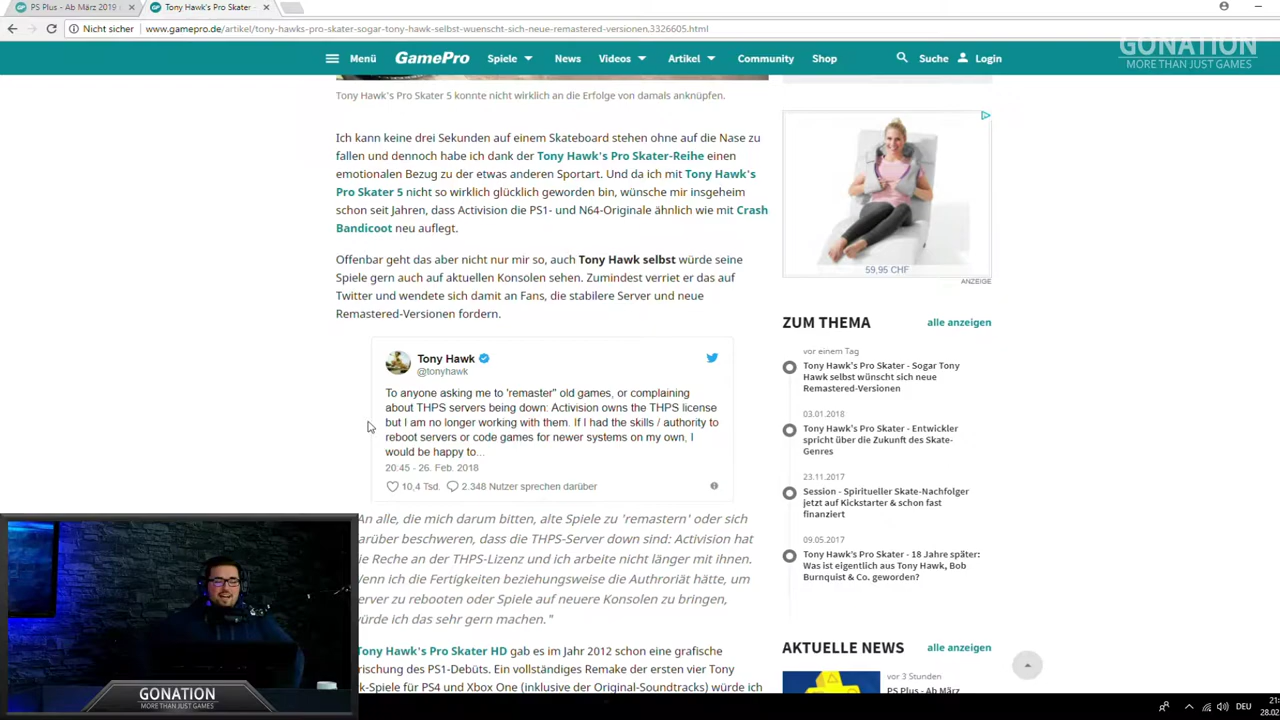 PS Plus - Ab März 2019
Tony Hawk's Pro Skater -
Nicht sicher
www.gamepro.de/artikel/tony-hawks-pro-skater-sogar-tony-hawk-selbst-wuenscht-sich-neue-remastered-versionen,3326605.html
GONATION
MORE THAN JUST GAMES
Menü
GamePro
Spiele
News
Videos
Artikel
Community
Shop
Suche
Login
Tony Hawk's Pro Skater 5 konnte nicht wirklich an die Erfolge von damals anknüpfen.
Ich kann keine drei Sekunden auf einem Skateboard stehen ohne auf die Nase zu
fallen und dennoch habe ich dank der Tony Hawk's Pro Skater-Reihe einen
emotionalen Bezug zu der etwas anderen Sportart. Und da ich mit Tony Hawk's
Pro Skater 5 nicht so wirklich glücklich geworden bin, wünsche mir insgeheim
schon seit Jahren, dass Activision die PS1- und N64-Originale ähnlich wie mit Crash
Bandicoot neu auflegt.
Offenbar geht das aber nicht nur mir so, auch Tony Hawk selbst würde seine
Spiele gern auch auf aktuellen Konsolen sehen. Zumindest verriet er das auf
Twitter und wendete sich damit an Fans, die stabilere Server und neue
Remastered-Versionen fordern.
Tony Hawk
@tonyhawk
To anyone asking me to 'remaster" old games, or complaining
about THPS servers being down: Activision owns the THPS license
but I am no longer working with them. If I had the skills / authority to
reboot servers or code games for newer systems on my own, I
would be happy to...
20:45 - 26. Feb. 2018
10,4 Tsd.
2.348 Nutzer sprechen darüber
An alle, die mich darum bitten, alte Spiele zu 'remastern' oder sich
arüber beschweren, dass die THPS-Server down sind: Activision hat
ie Reche an der THPS-Lizenz und ich arbeite nicht länger mit ihnen.
Wenn ich die Fertigkeiten beziehungsweise die Authroriät hätte, um
erver zu rebooten oder Spiele auf neuere Konsolen zu bringen,
ürde ich das sehr gern machen."
Tony Hawk's Pro Skater HD gab es im Jahr 2012 schon eine grafische
rischung des PS1-Debüts. Ein vollständiges Remake der ersten vier Tony
k-Spiele für PS4 und Xbox One (inklusive der Original-Soundtracks) würde ich
59,95 CHF
ANZEIGE
ZUM THEMA
alle anzeigen
vor einem Tag
Tony Hawk's Pro Skater - Sogar Tony
Hawk selbst wünscht sich neue
Remastered-Versionen
03.01.2018
Tony Hawk's Pro Skater - Entwickler
spricht über die Zukunft des Skate-
Genres
23.11.2017
Session - Spiritueller Skate-Nachfolger
jetzt auf Kickstarter & schon fast
finanziert
09.05.2017
Tony Hawk's Pro Skater - 18 Jahre später:
Was ist eigentlich aus Tony Hawk, Bob
Burnquist & Co. geworden?
AKTUELLE NEWS
alle anzeigen
vor 3 Stunden
PS Plus - Ab März
GONATION
MORE THAN JUST GAMES
DEU
21:
28.02